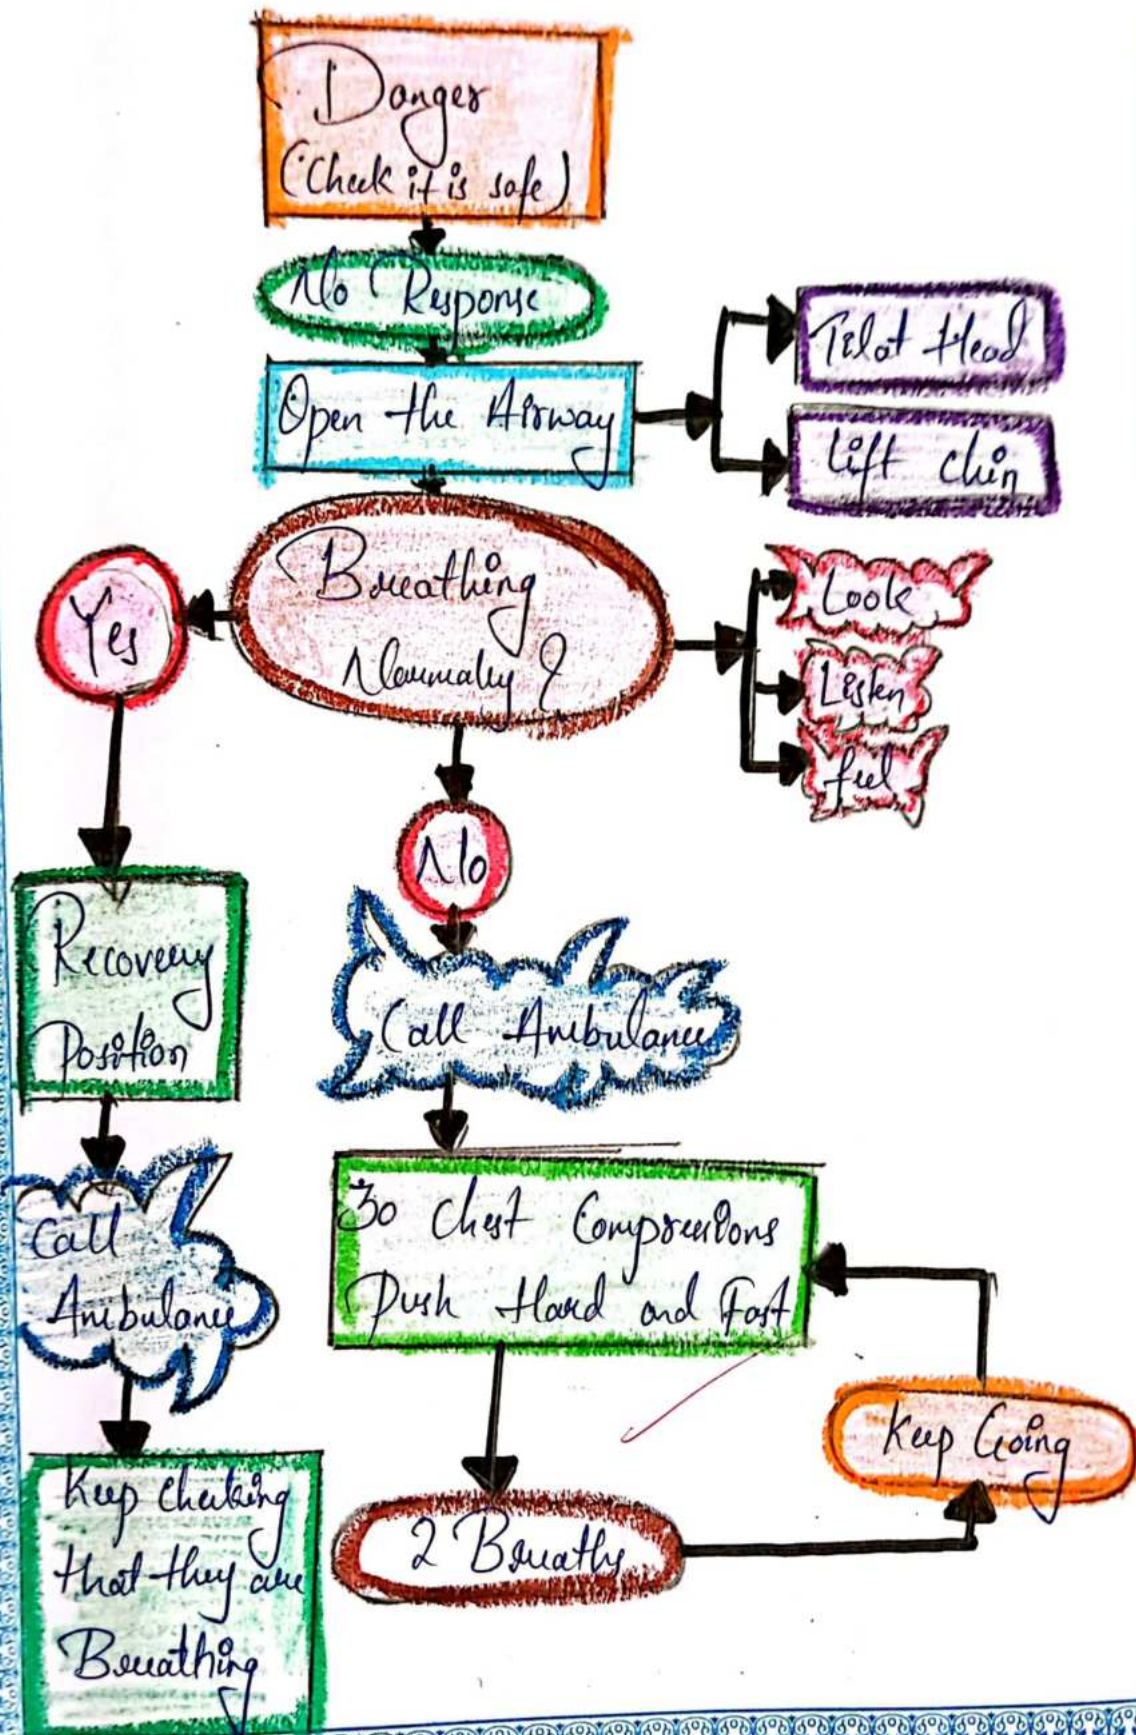 Danger
(Check it is safe)
No Response
Open the Airway
Tilat Head
Lift chin
Breathing
Normally ?
Yes
Look
Listen
feel
No
Recovery
Position
Call Ambulance
Call
Ambulance
30 Chest Compressions
Push Hard and Fast
Keep Going
2 Breaths
Keep Checking
that they are
Breathing